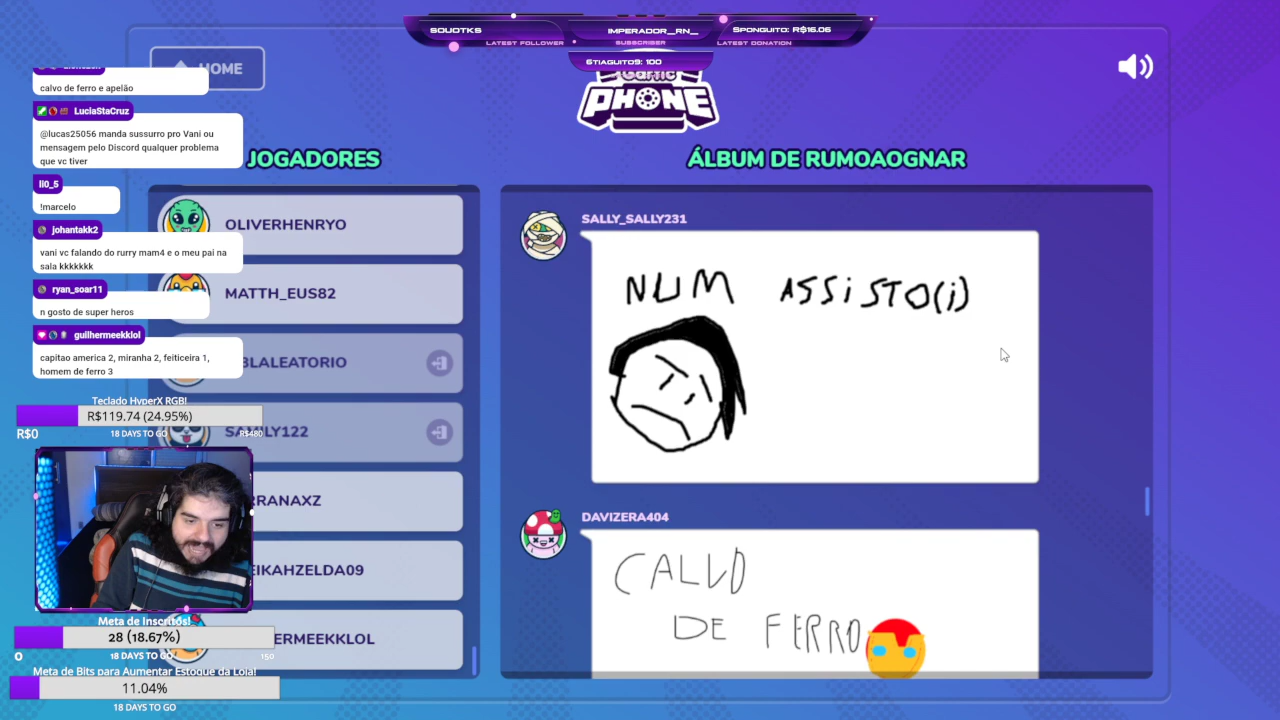 SOUOTKS
LATEST FOLLOWER
IMPERADOR_RN_
SUBSCRIBER
SPONGUITO: R$16.06
LATEST DONATION
6TIAGUITO9: 100
HOME
PHONE
calvo de ferro e apelão
LuciaStaCruz
@lucas25056 manda sussurro pro Vani ou
mensagem pelo Discord qualquer problema
que vc tiver
li0_5
!marcelo
johantakk2
vani vc falando do rurry mam4 e o meu pai na
sala kkkkkkk
ryan_soar11
n gosto de super heros
guilhermeekklol
capitao america 2, miranha 2, feiticeira 1,
homem de ferro 3
Teclado HyperX RGB!
R$119.74 (24.95%)
R$0
18 DAYS TO GO
R$480
Meta de Inscritos!
28 (18.67%)
0
18 DAYS TO GO
150
Meta de Bits para Aumentar Estoque da Loja!
11.04%
18 DAYS TO GO
JOGADORES
OLIVERHENRYO
MATTH_EUS82
BLALEATORIO
LY122
RRANAXZ
EIKAHZELDA09
ERMEEKKLOL
ÁLBUM DE RUMOAOGNAR
SALLY_SALLY231
NUM ASSISTO(i)
DAVIZERA404
CALVO
DE FERRO